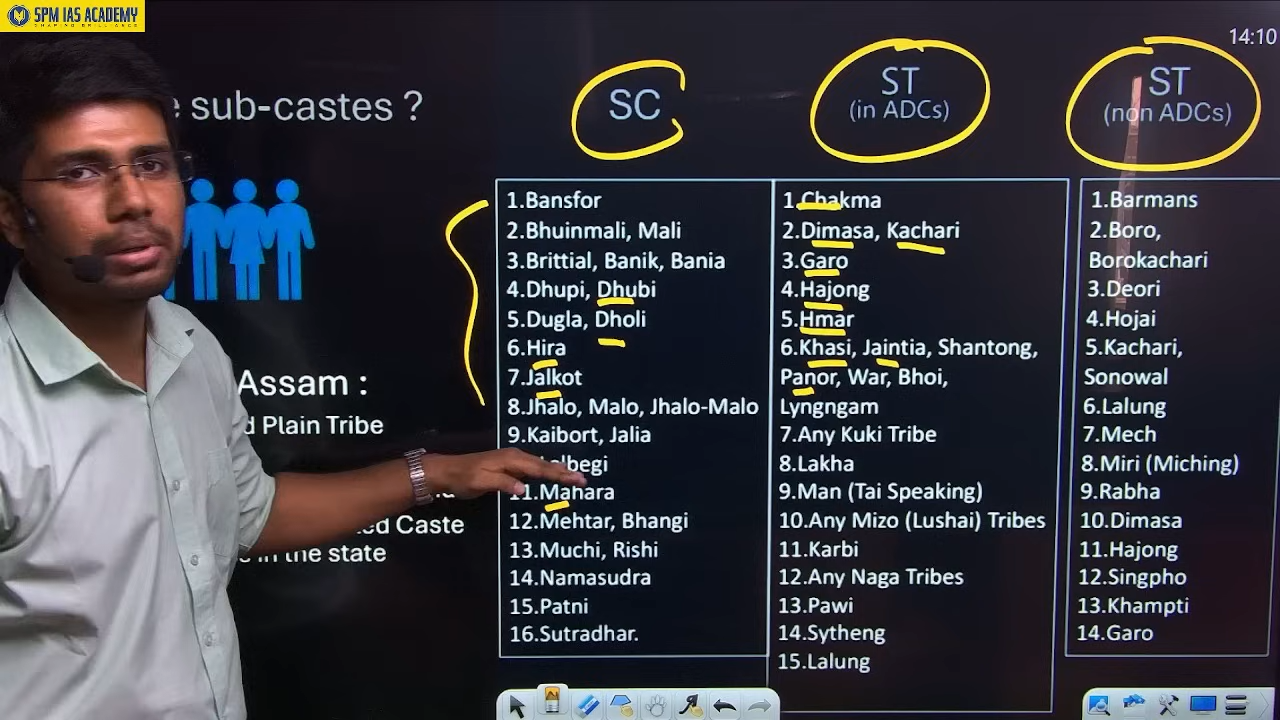 SPM IAS ACADEMY
SHAPING BRILLIANCE
14:10
sub-castes ?
SC
ST
(in ADCs)
ST
(non ADCs)
1.Bansfor
2.Bhuinmali, Mali
3.Brittial, Banik, Bania
4.Dhupi, Dhubi
5.Dugla, Dholi
6.Hira
7.Jalkot
8.Jhalo, Malo, Jhalo-Malo
9.Kaibort, Jalia
11.Mahara
12.Mehtar, Bhangi
13.Muchi, Rishi
14.Namasudra
15.Patni
16.Sutradhar.
1.Chakma
2.Dimasa, Kachari
3.Garo
4.Hajong
5.Hmar
6.Khasi, Jaintia, Shantong,
Panor, War, Bhoi,
Lyngngam
7.Any Kuki Tribe
8.Lakha
9.Man (Tai Speaking)
10.Any Mizo (Lushai) Tribes
11.Karbi
12.Any Naga Tribes
13.Pawi
14.Sytheng
15.Lalung
1.Barmans
2.Boro,
Borokachari
3.Deori
4.Hojai
5.Kachari,
Sonowal
6.Lalung
7.Mech
8.Miri (Miching)
9.Rabha
10.Dimasa
11.Hajong
12.Singpho
13.Khampti
14.Garo
Assam :
Plain Tribe
Caste
in the state